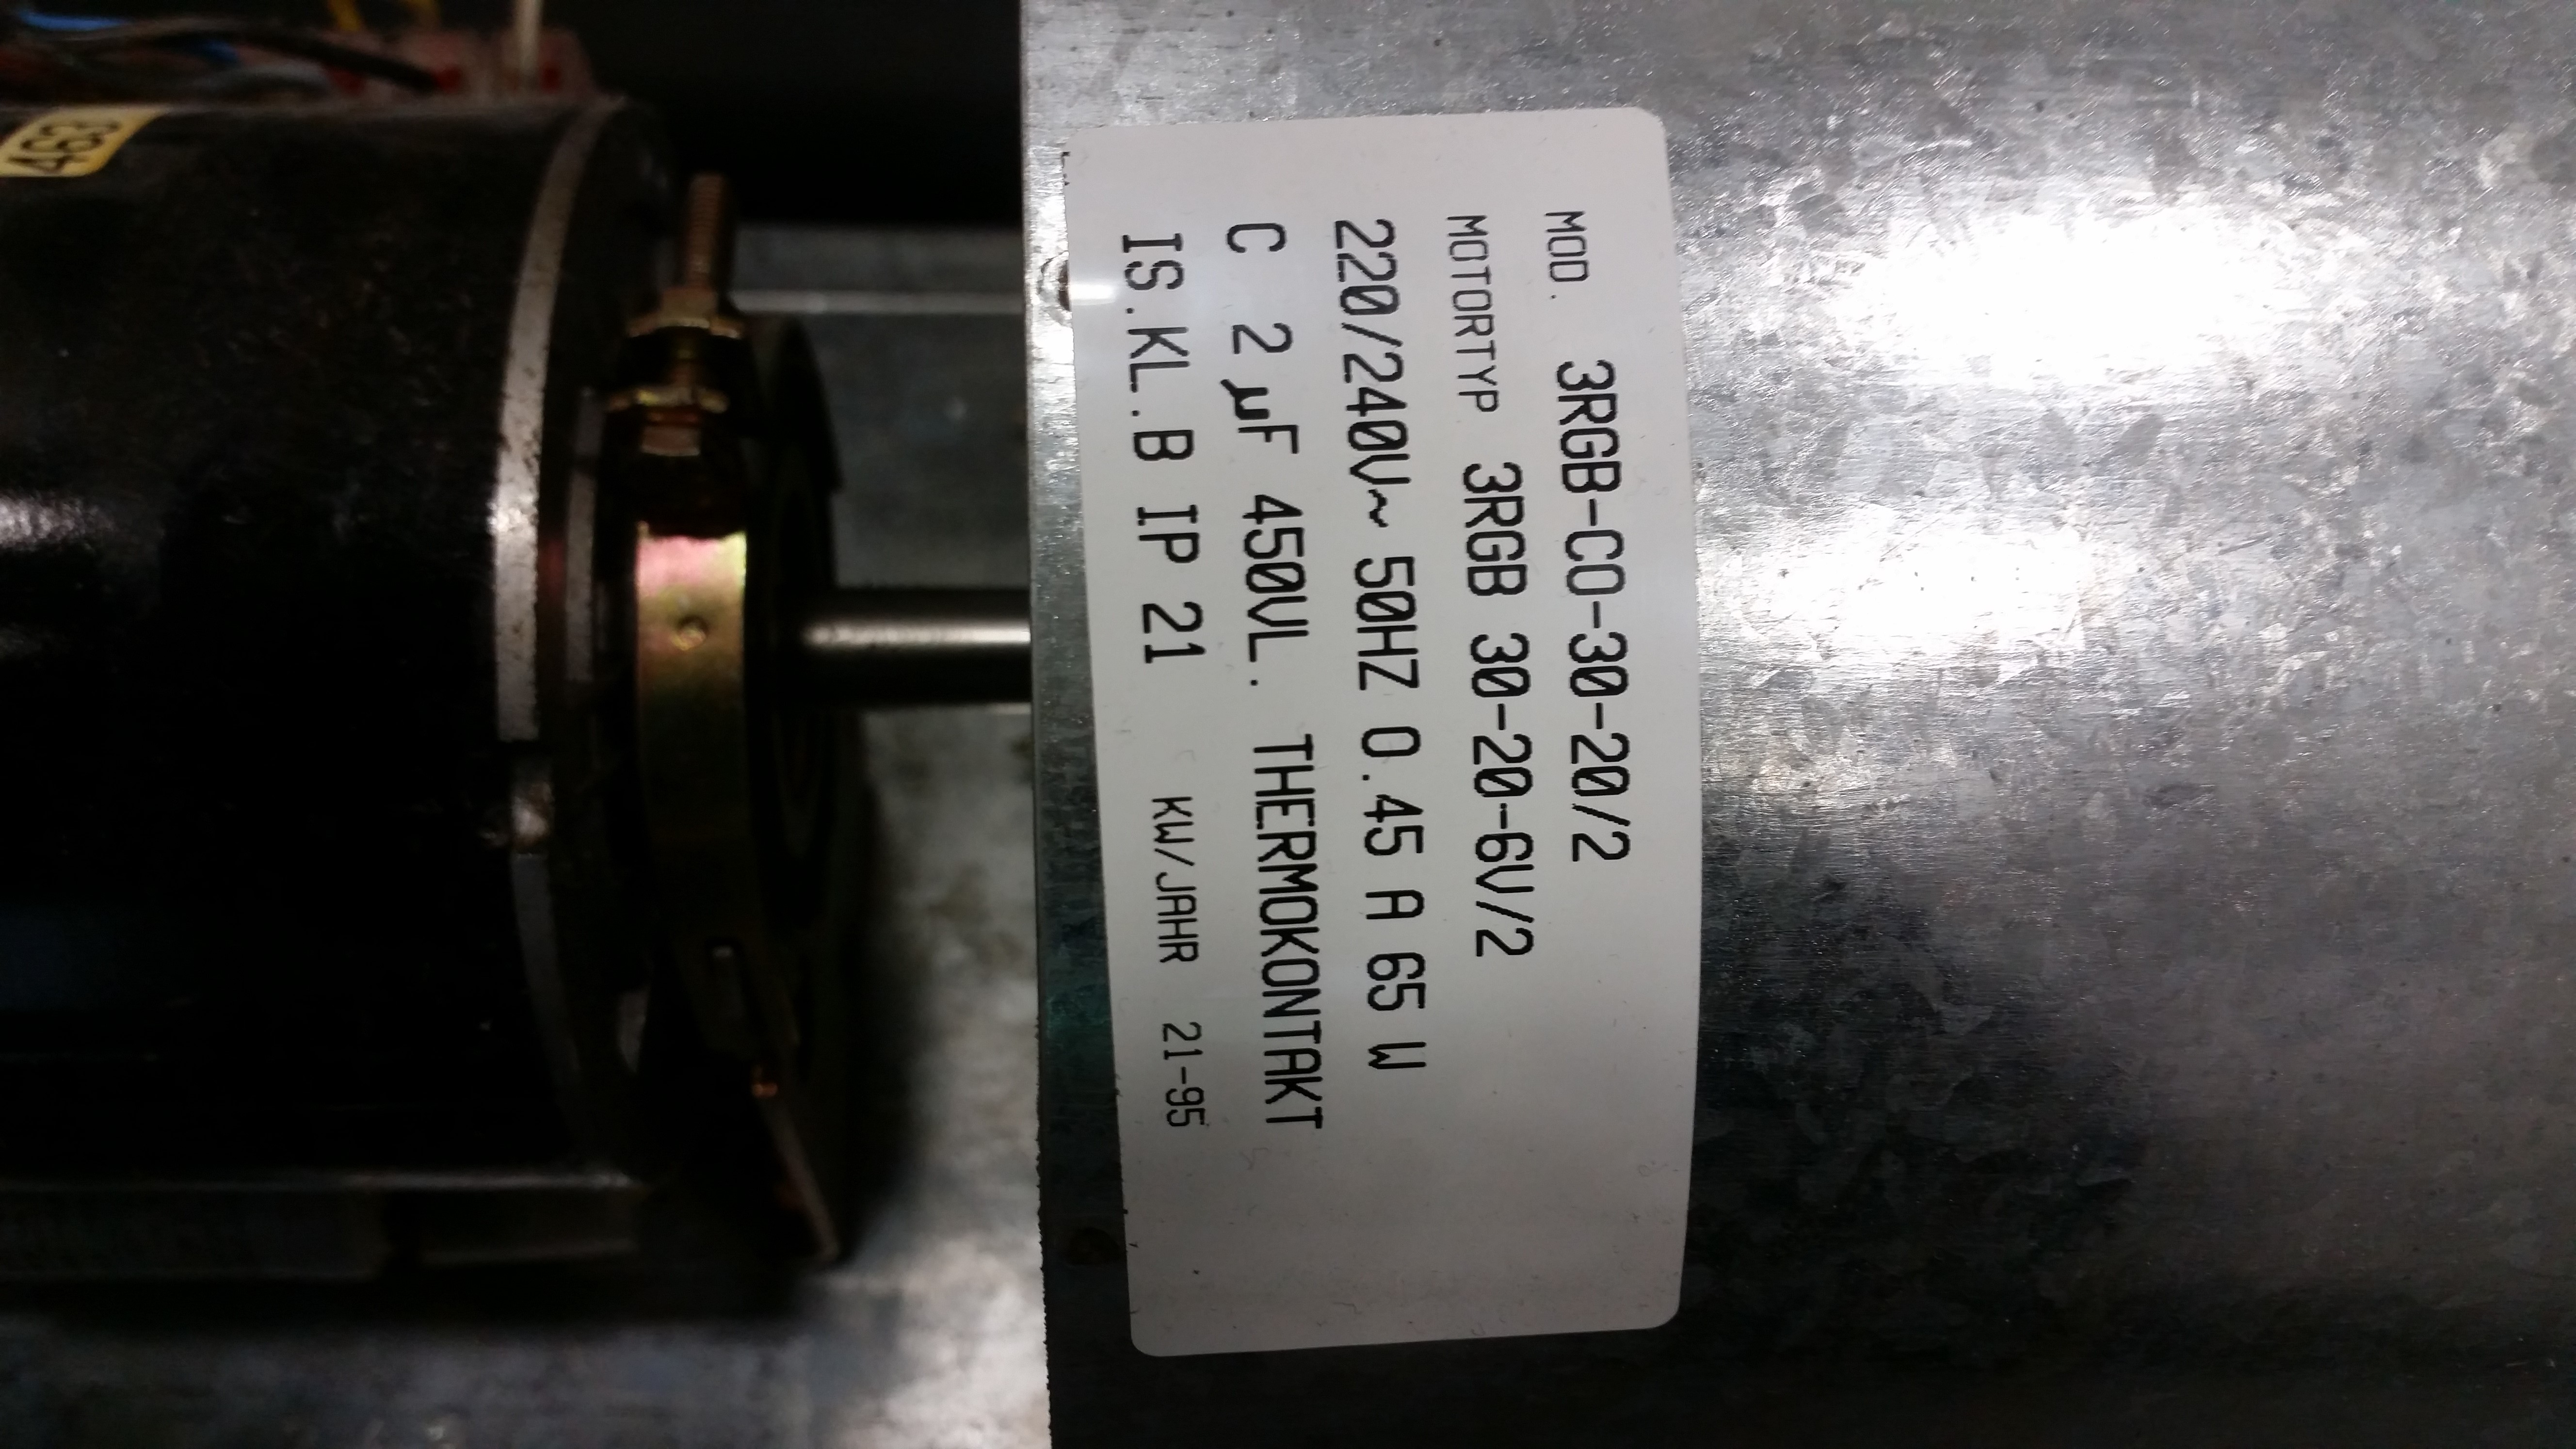 MOD. 3RGB-CO-30-20/2
MOTORTYP 3RGB 30-20-6V/2
220/240V~ 50HZ 0.45 A 65 W
C 2 µF 450VL. THERMOKONTAKT
IS.KL.B IP 21 KW/JAHR 21-95
463